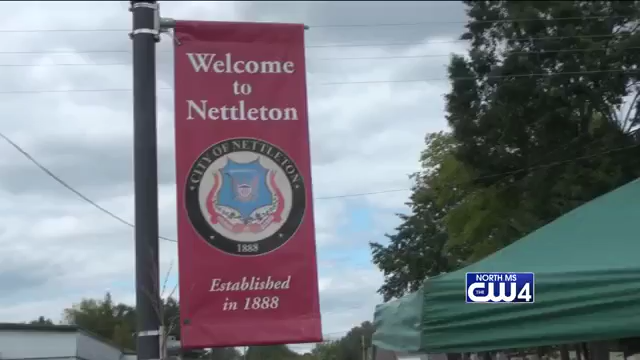 Welcome
to
Nettleton
CITY OF NETTLETON
1888
Established
in 1888
NORTH MS
THE
CW4